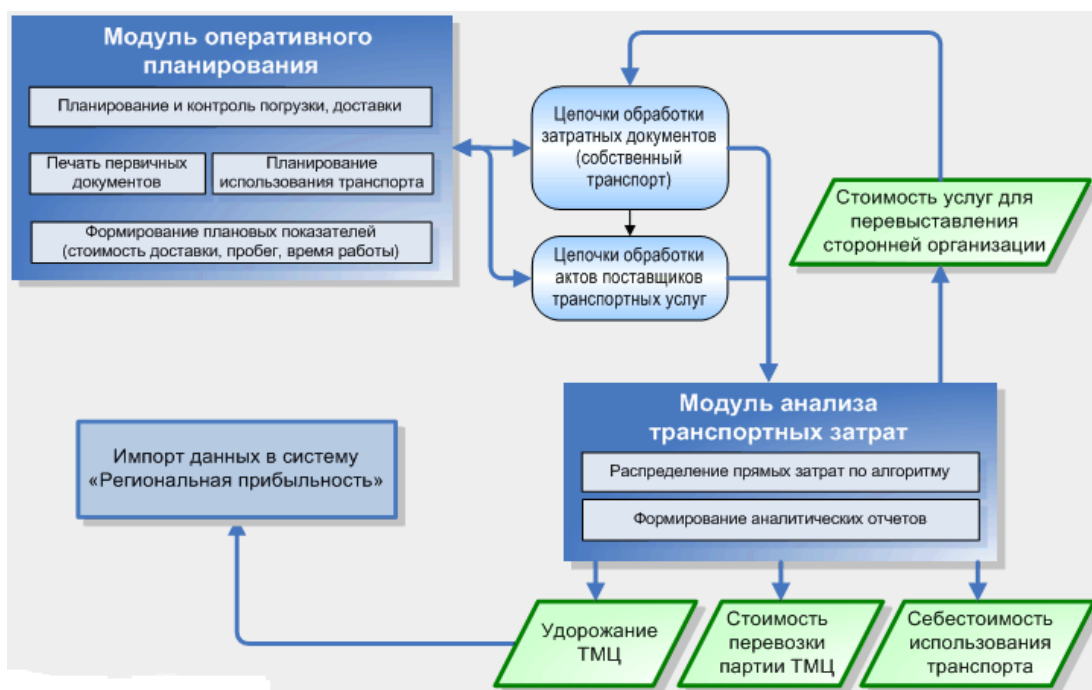 Модуль оперативного
планирования
Планирование и контроль погрузки, доставки
Печать первичных
документов
Планирование
использования транспорта
Формирование плановых показателей
(стоимость доставки, пробег, время работы)
Цепочки обработки
затратных документов
(собственный
транспорт)
Цепочки обработки
актов поставщиков
транспортных услуг
Стоимость услуг для
перевыставления
сторонней организации
Модуль анализа
транспортных затрат
Распределение прямых затрат по алгоритму
Формирование аналитических отчетов
Импорт данных в систему
«Региональная прибыльность»
Удорожание
ТМЦ
Стоимость
перевозки
партии ТМЦ
Себестоимость
использования
транспорта